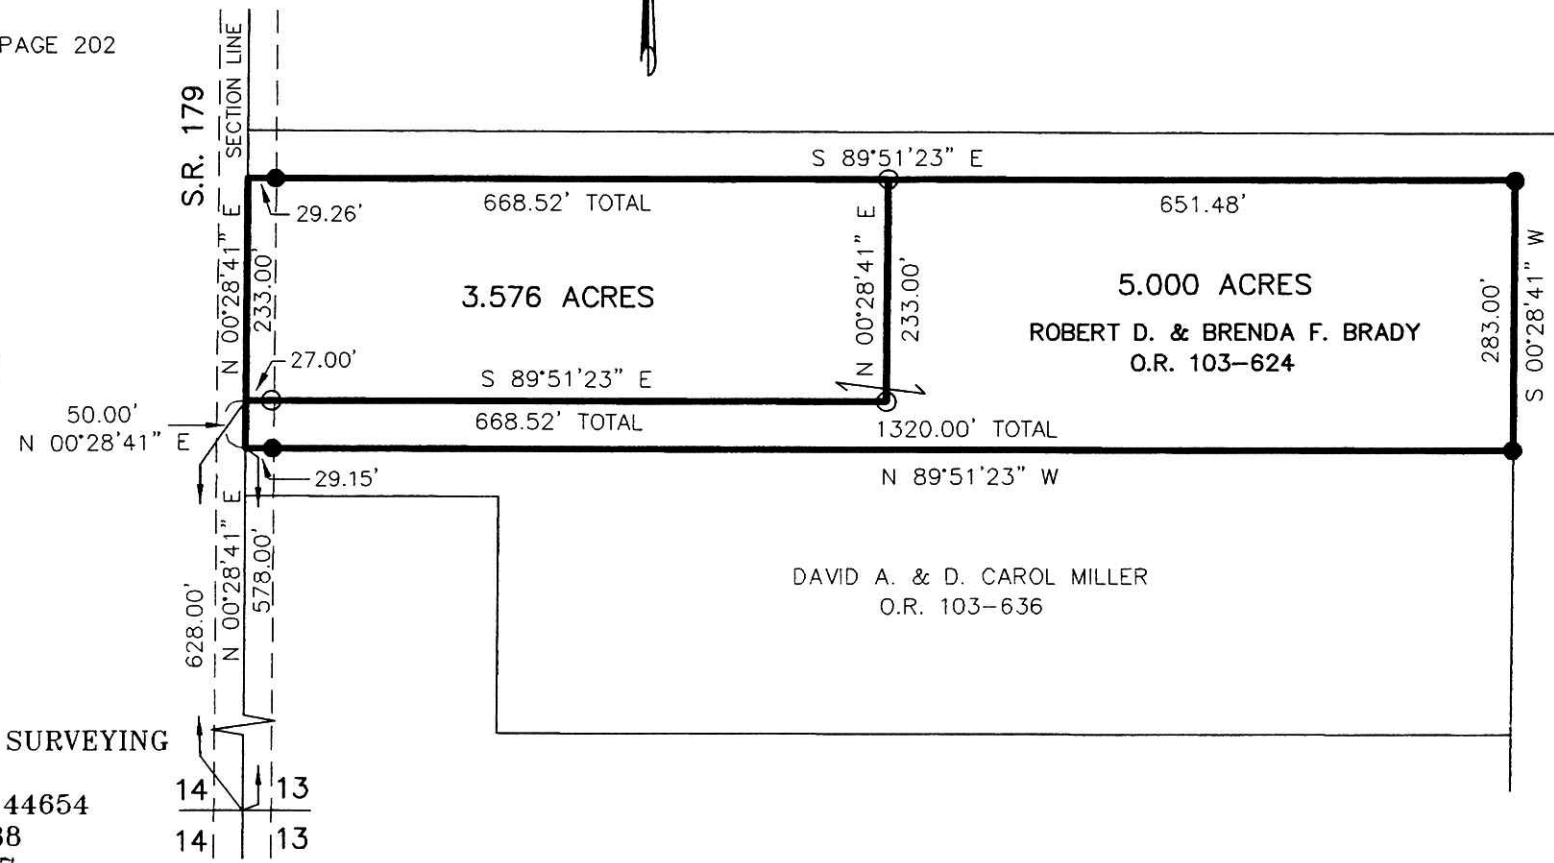 PAGE 202
S.R. 179
SECTION LINE
S 89°51'23" E
668.52' TOTAL
651.48'
29.26'
N 00°28'41" E
233.00'
3.576 ACRES
N 00°28'41" E
233.00'
5.000 ACRES
ROBERT D. & BRENDA F. BRADY
O.R. 103-624
283.00'
S 00°28'41" W
27.00'
S 89°51'23" E
668.52' TOTAL
50.00'
N 00°28'41" E
1320.00' TOTAL
N 89°51'23" W
29.15'
N 00°28'41" E
578.00'
628.00'
DAVID A. & D. CAROL MILLER
O.R. 103-636
SURVEYING
14 13
44654
14 13